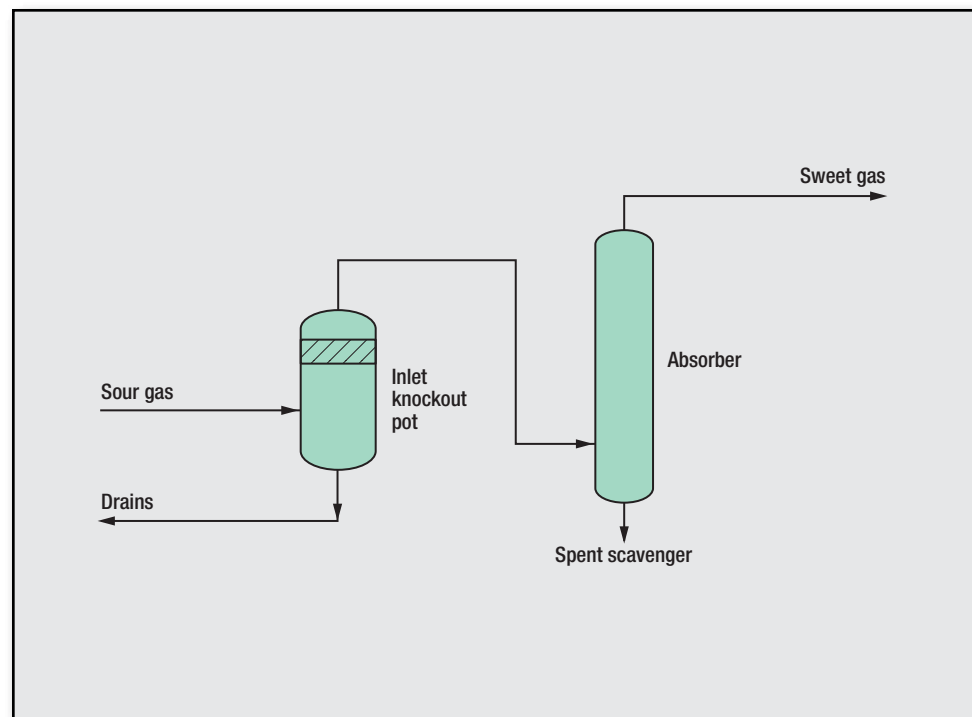 Sweet gas
Absorber
Inlet
knockout
pot
Sour gas
Drains
Spent scavenger